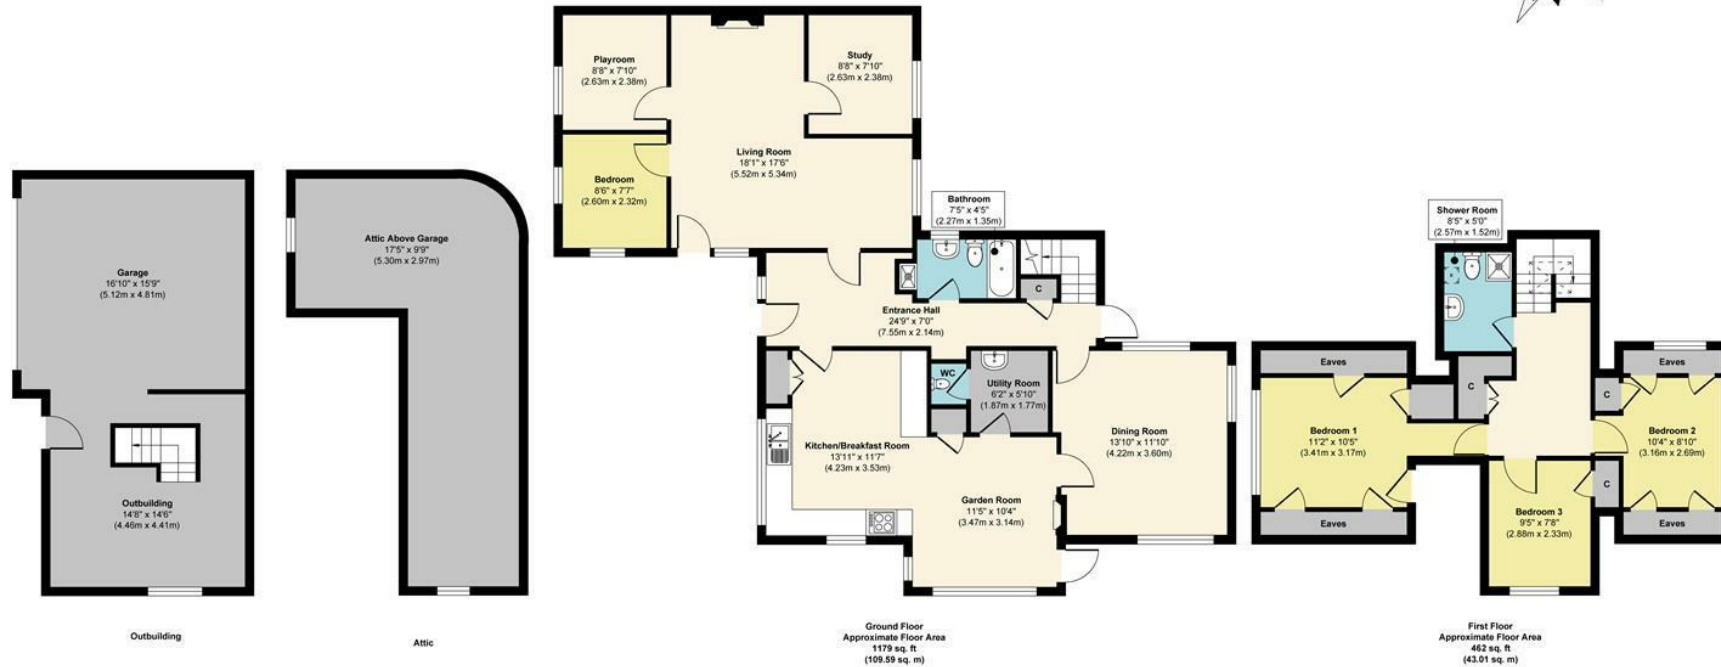 Playroom
8'8" x 7'10"
(2.63m x 2.38m)
Study
8'8" x 7'10"
(2.63m x 2.38m)
Living Room
18'1" x 17'6"
(5.52m x 5.34m)
Bedroom
8'6" x 7'7"
(2.60m x 2.32m)
Bathroom
7'5" x 4'5"
(2.27m x 1.35m)
Shower Room
8'5" x 5'0"
(2.57m x 1.52m)
Attic Above Garage
17'5" x 9'9"
(5.30m x 2.97m)
Garage
16'10" x 15'9"
(5.12m x 4.81m)
C
Entrance Hall
24'9" x 7'0"
(7.55m x 2.14m)
WC
Utility Room
6'2" x 5'10"
(1.87m x 1.77m)
Kitchen/Breakfast Room
13'11" x 11'7"
(4.23m x 3.53m)
Dining Room
13'10" x 11'10"
(4.22m x 3.60m)
Garden Room
11'5" x 10'4"
(3.47m x 3.14m)
Outbuilding
14'8" x 14'6"
(4.46m x 4.41m)
Eaves
Eaves
C
C
Bedroom 1
11'2" x 10'5"
(3.41m x 3.17m)
Bedroom 2
10'4" x 8'10"
(3.16m x 2.69m)
C
Bedroom 3
9'5" x 7'8"
(2.88m x 2.33m)
Eaves
Eaves
Outbuilding
Attic
Ground Floor
Approximate Floor Area
1179 sq. ft
(109.59 sq. m)
First Floor
Approximate Floor Area
462 sq. ft
(43.01 sq. m)